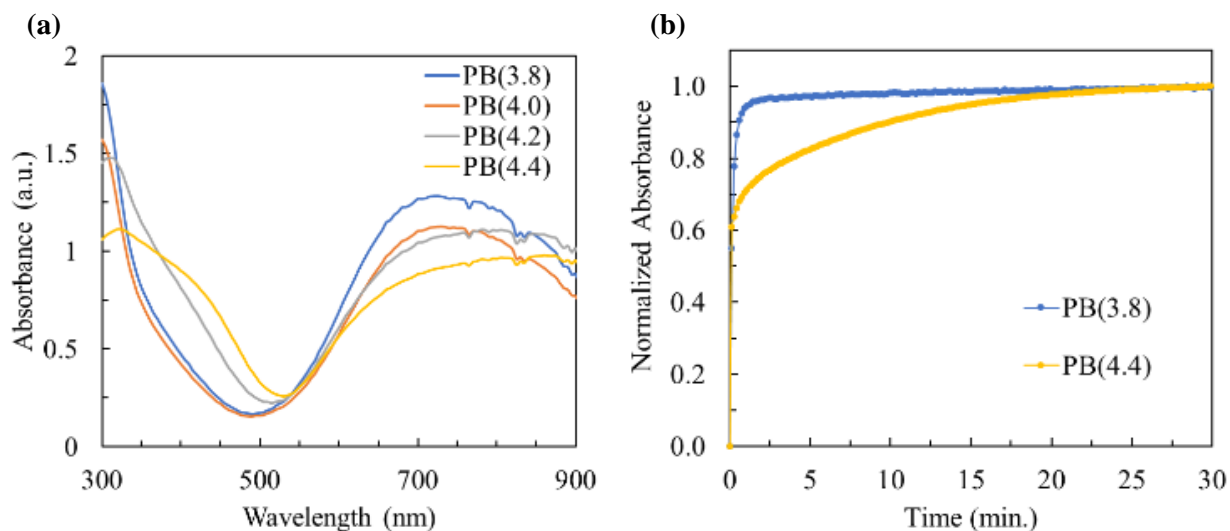 (a)
2
1.5
1
0.5
0
Absorbance (a.u.)
300
500
700
900
Wavelength (nm)
PB(3.8)
PB(4.0)
PB(4.2)
PB(4.4)
(b)
1.0
0.8
0.6
0.4
0.2
0.0
Normalized Absorbance
0
5
10
15
20
25
30
Time (min.)
PB(3.8)
PB(4.4)